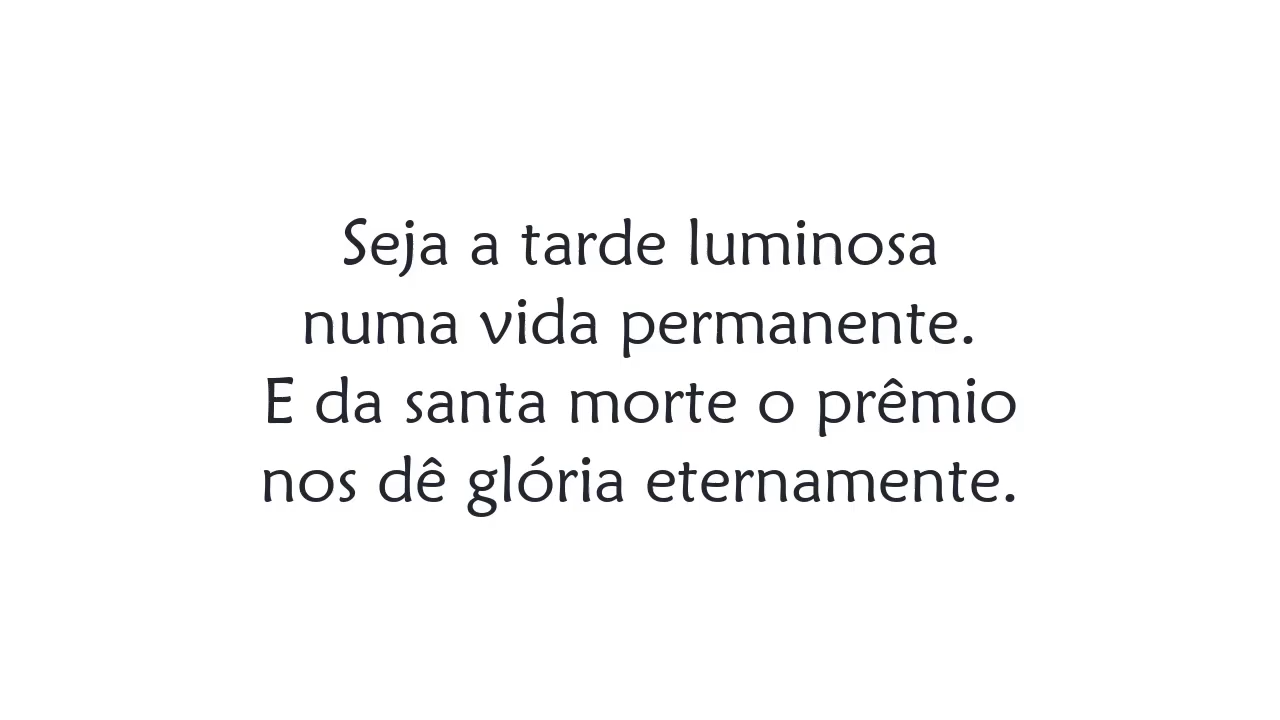 Seja a tarde luminosa
numa vida permanente.
E da santa morte o prêmio
nos dê glória eternamente.